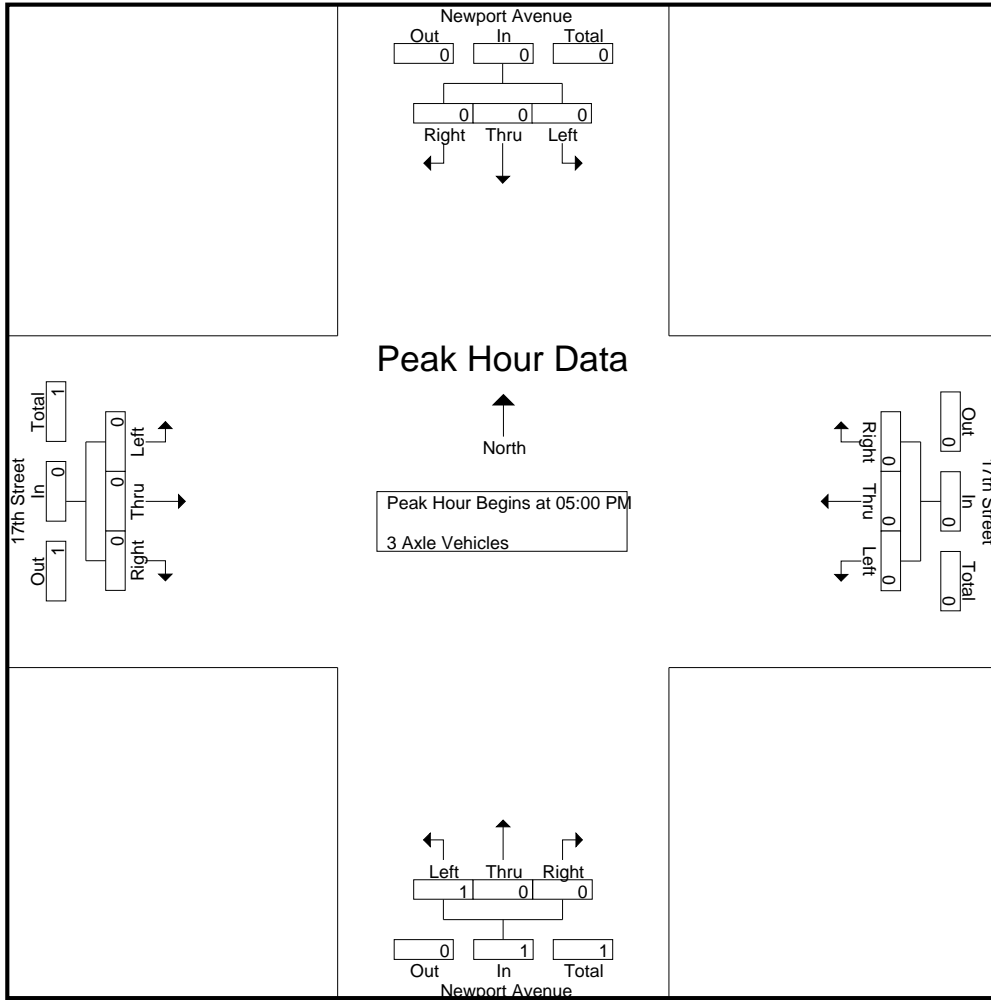 Newport Avenue
Out In Total
0 0 0
0 0 0
Right Thru Left
Peak Hour Data
North
Peak Hour Begins at 05:00 PM
3 Axle Vehicles
17th Street
Total In Out
1 0 1
0 0 0
Left Thru Right
Right Thru Left
0 0 0
Out In Total
0 0 0
17th Street
Left Thru Right
1 0 0
0 1 1
Out In Total
Newport Avenue